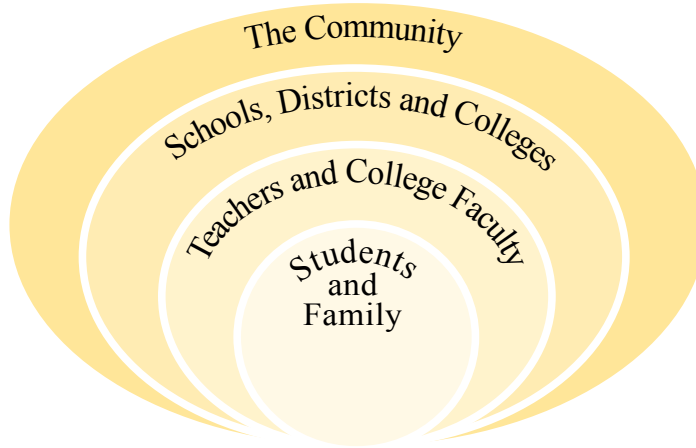 The Community
Schools, Districts and Colleges
Teachers and College Faculty
Students
and
Family